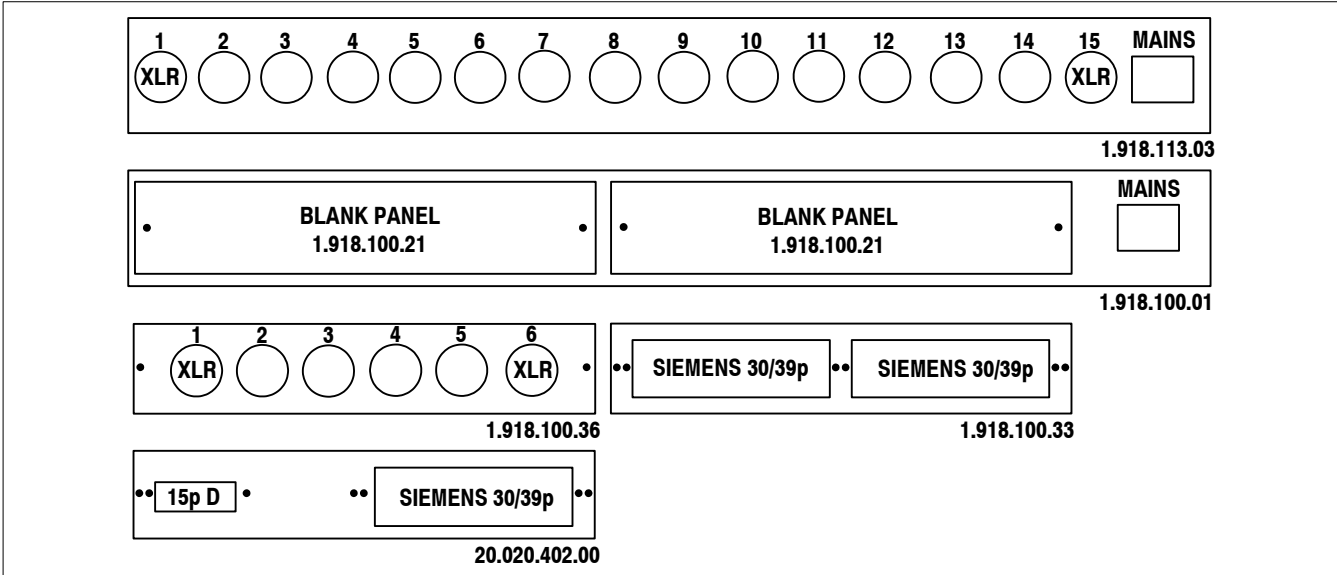 1 2 3 4 5 6 7 8 9 10 11 12 13 14 15 MAINS
XLR XLR
1.918.113.03
MAINS
BLANK PANEL BLANK PANEL
1.918.100.21 1.918.100.21
1.918.100.01
1 2 3 4 5 6
XLR XLR SIEMENS 30/39p SIEMENS 30/39p
1.918.100.36 1.918.100.33
15p D SIEMENS 30/39p
20.020.402.00